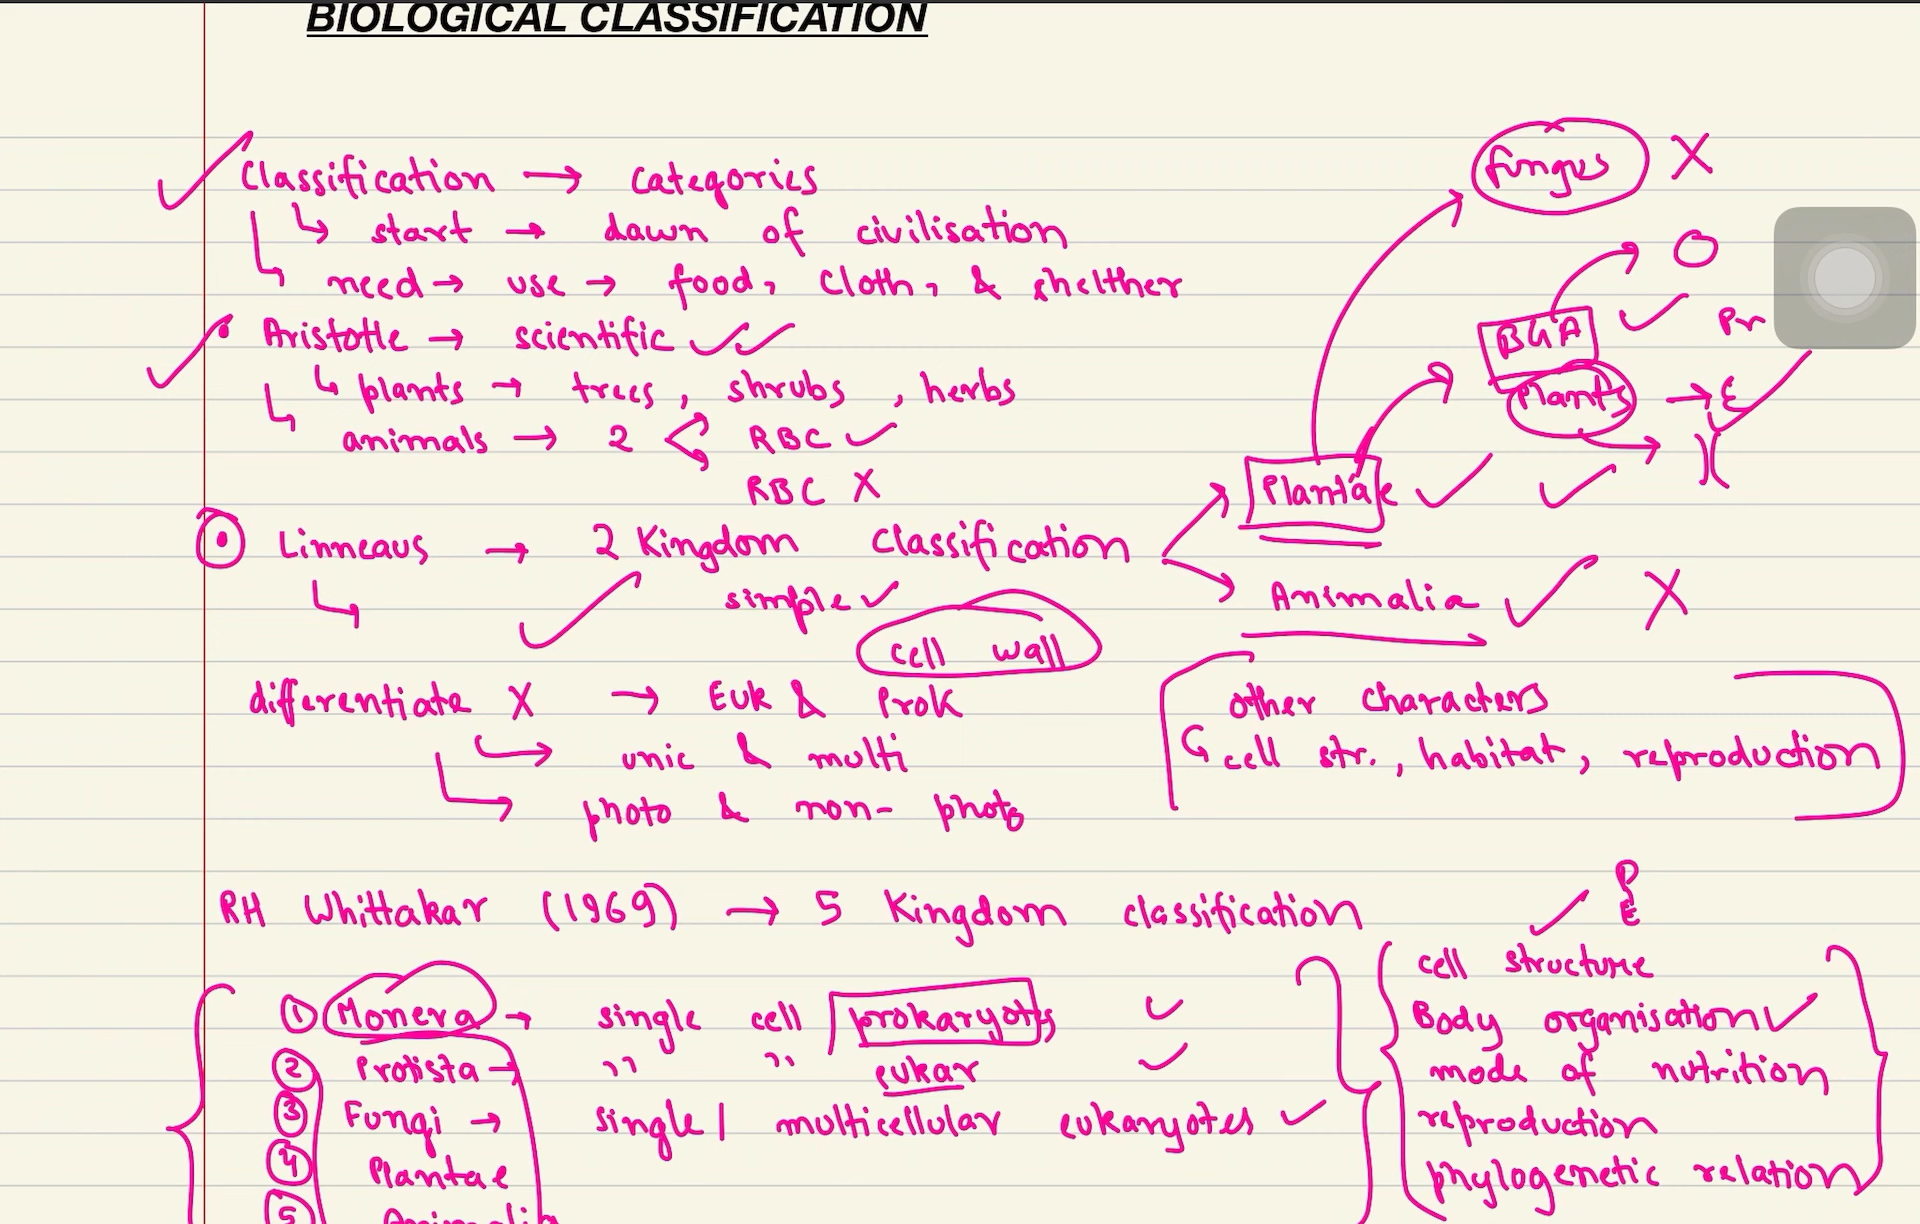 BIOLOGICAL CLASSIFICATION
Classification → categories
↳ start → dawn of civilisation
↳ need → use → food, cloth, & shelther
• Aristotle → scientific ✓✓
↳ plants → trees, shrubs, herbs
↳ animals → 2 < RBC ✓
RBC X
• Linneaus → 2 Kingdom Classification
simple ✓
cell wall
fungus X
O
BGA ✓ Pr
Plants → E
Plantae ✓ ✓
Animalia ✓ X
differentiate X → Euk & Prok
↳ unic & multi
↳ photo & non-photo
other characters
↳ cell str., habitat, reproduction
RH Whittakar (1969) → 5 Kingdom classification
① Monera → single cell prokaryotes ✓
② Protista → " " eukar ✓
③ Fungi → single / multicellular eukaryotes ✓
④ Plantae
⑤ Animalia
P
E
cell structure
Body organisation ✓
mode of nutrition
reproduction
phylogenetic relation